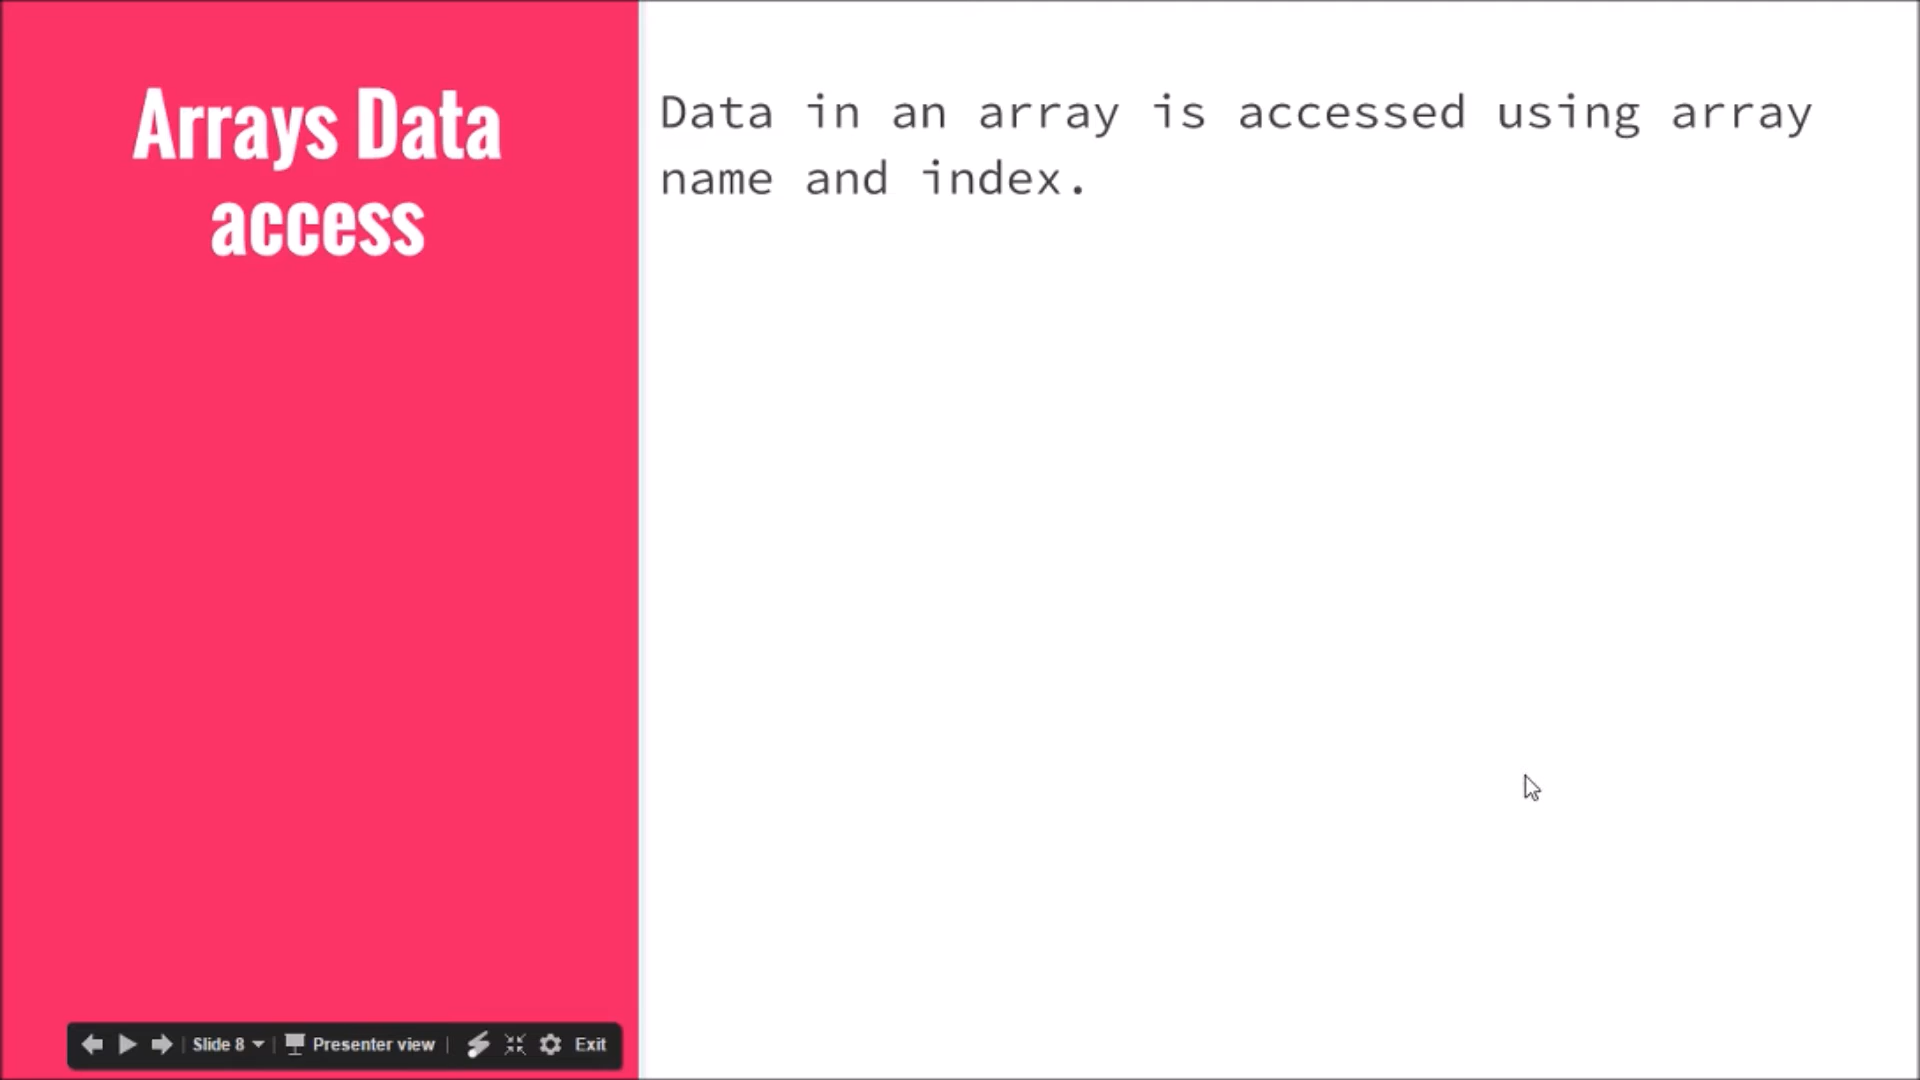 Arrays Data
access
Data in an array is accessed using array
name and index.
Slide 8
Presenter view
Exit